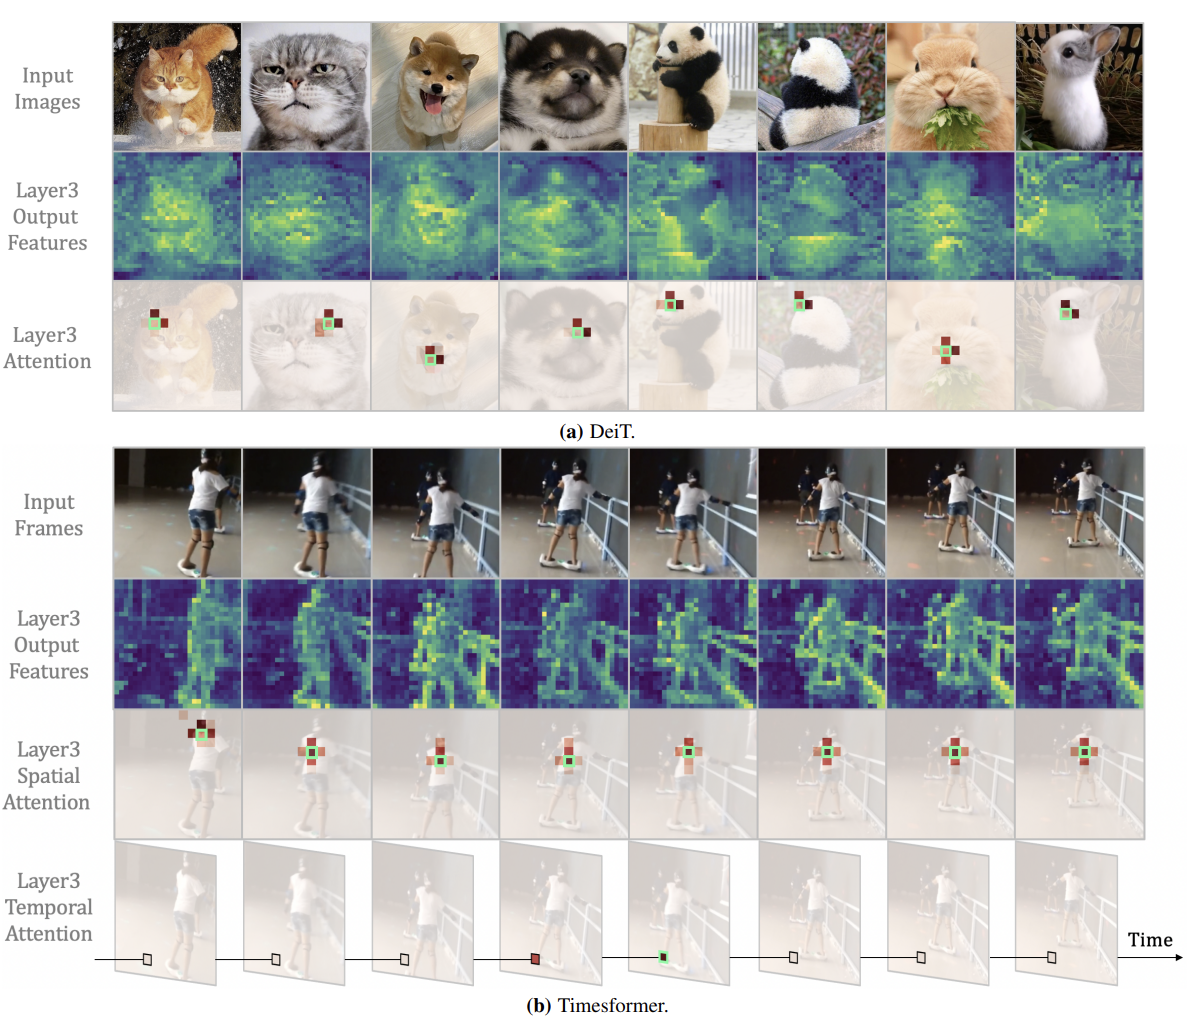 Input
Images
Layer3
Output
Features
Layer3
Attention
(a) DeiT.
Input
Frames
Layer3
Output
Features
Layer3
Spatial
Attention
Layer3
Temporal
Attention
Time
(b) Timesformer.